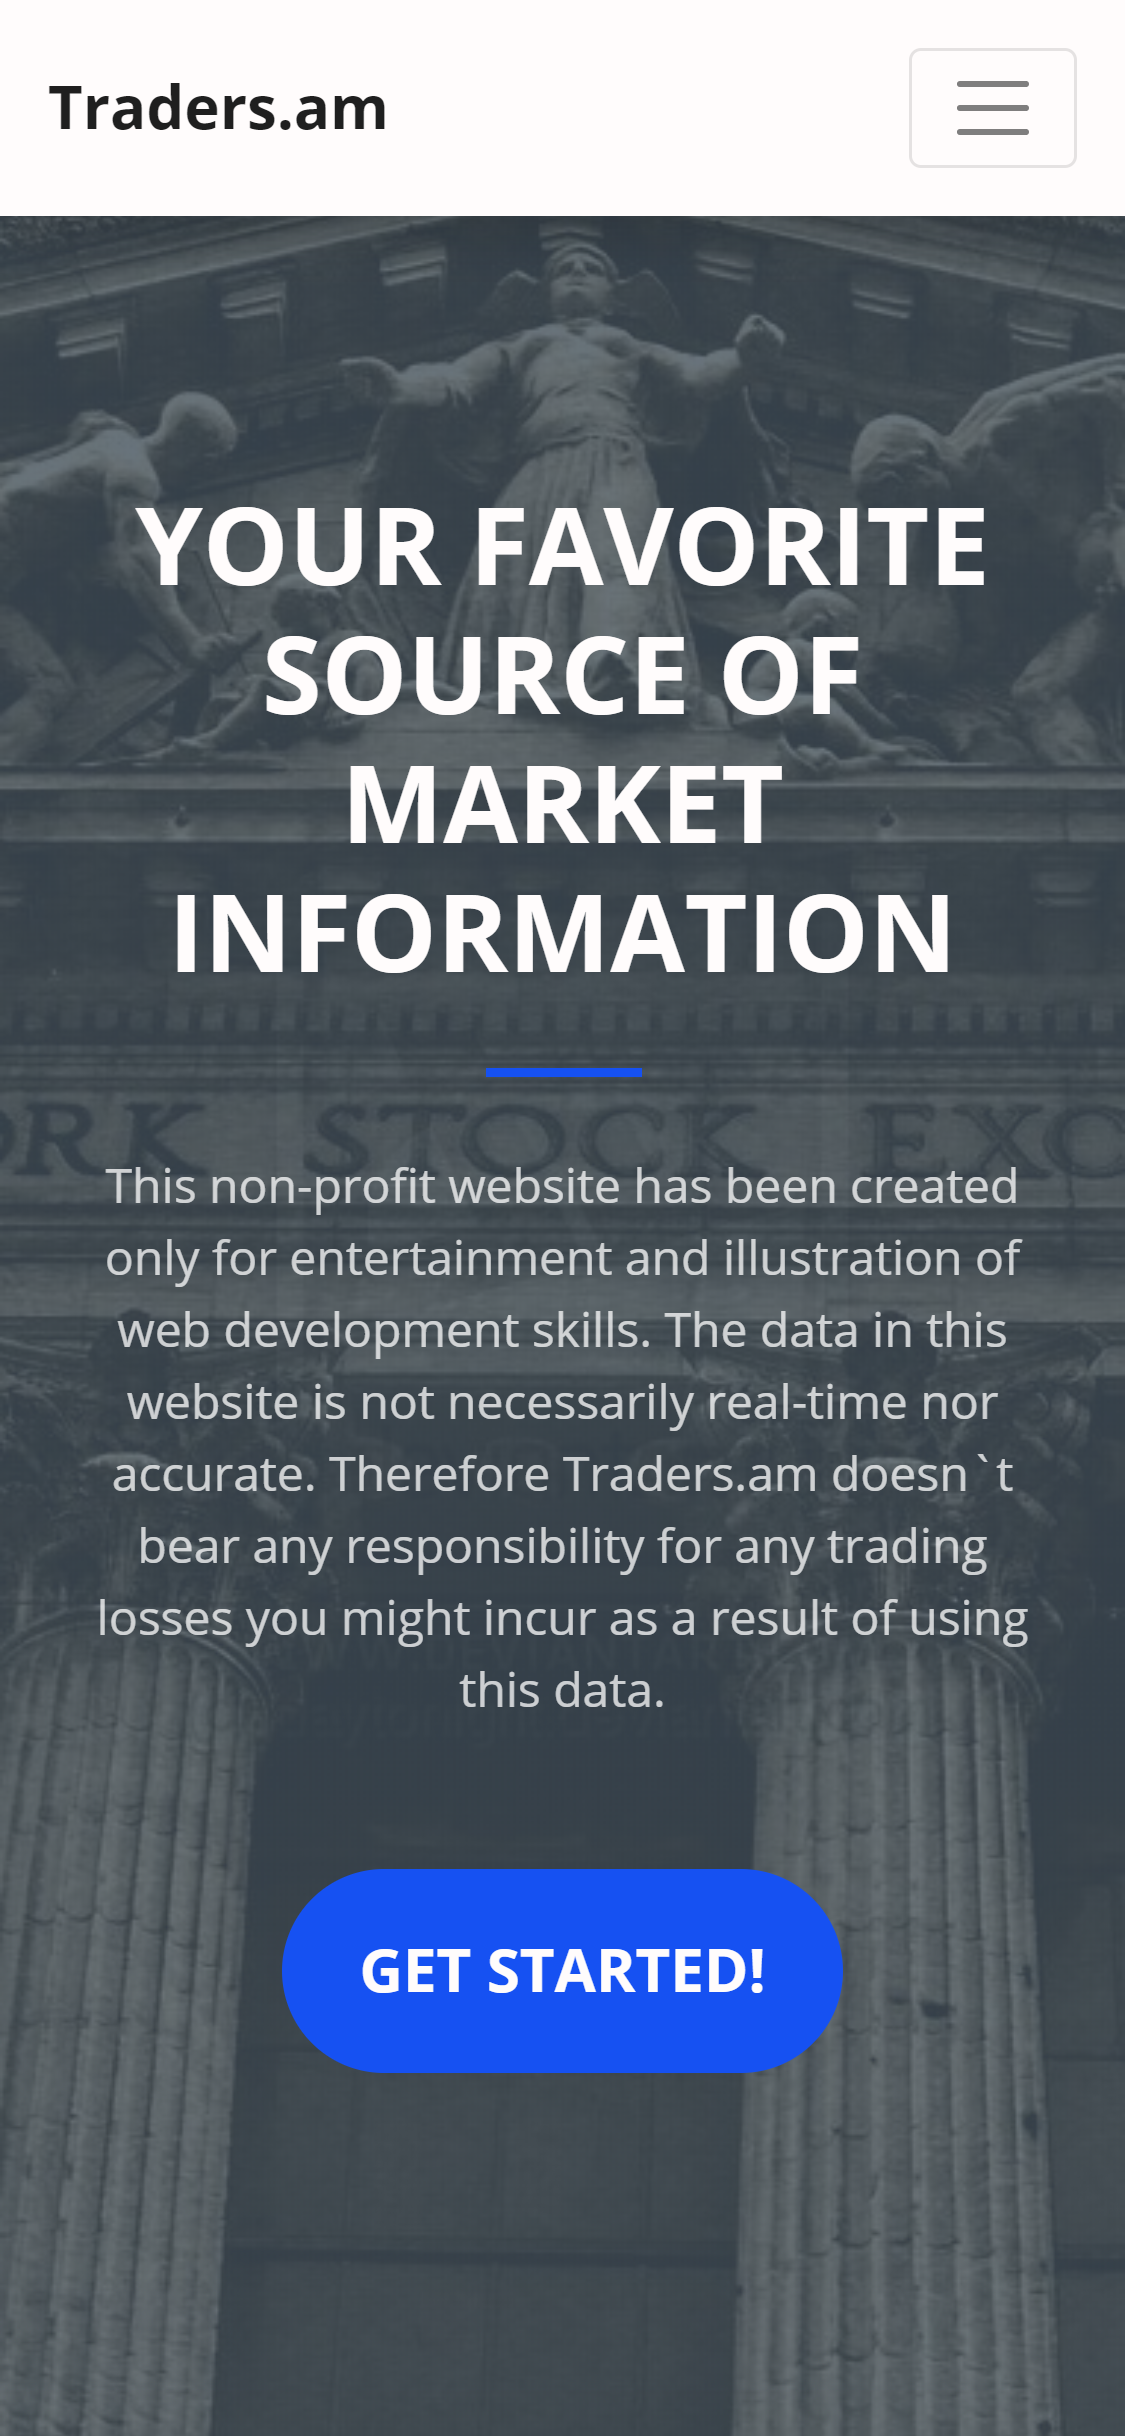 Traders.am
YOUR FAVORITE
SOURCE OF
MARKET
INFORMATION
ORK STOCK EXC
This non-profit website has been created
only for entertainment and illustration of
web development skills. The data in this
website is not necessarily real-time nor
accurate. Therefore Traders.am doesn`t
bear any responsibility for any trading
losses you might incur as a result of using
this data.
GET STARTED!